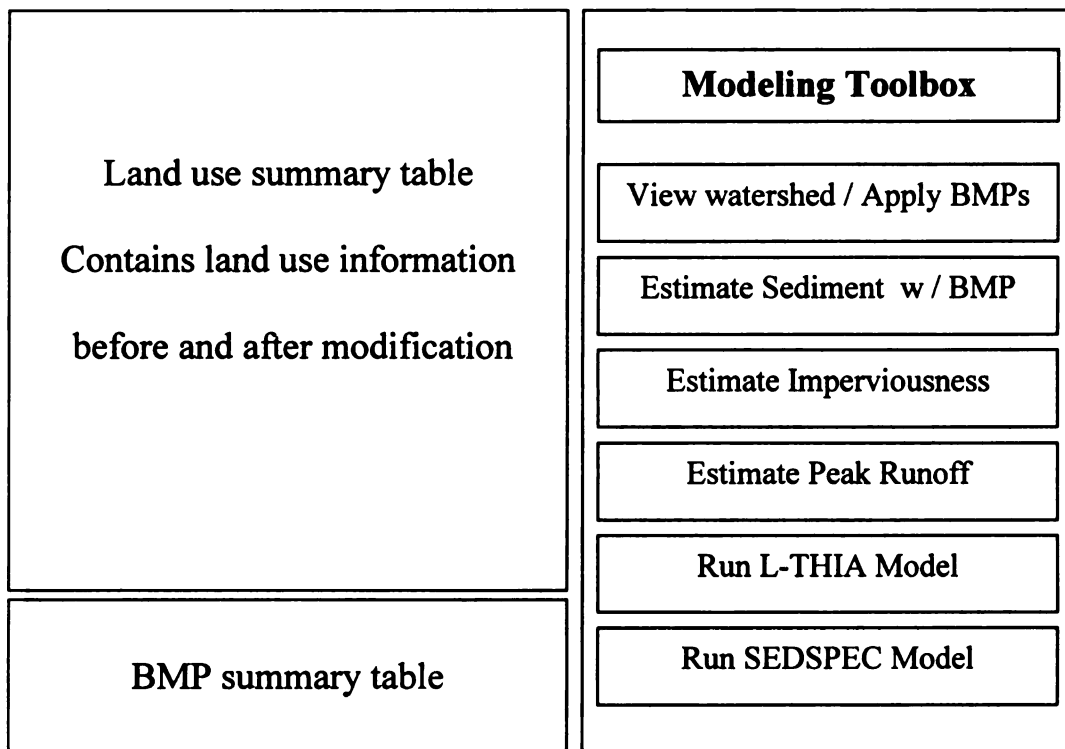 Land use summary table
Contains land use information
before and after modification
BMP summary table
Modeling Toolbox
View watershed / Apply BMPs
Estimate Sediment w / BMP
Estimate Imperviousness
Estimate Peak Runoff
Run L-THIA Model
Run SEDSPEC Model